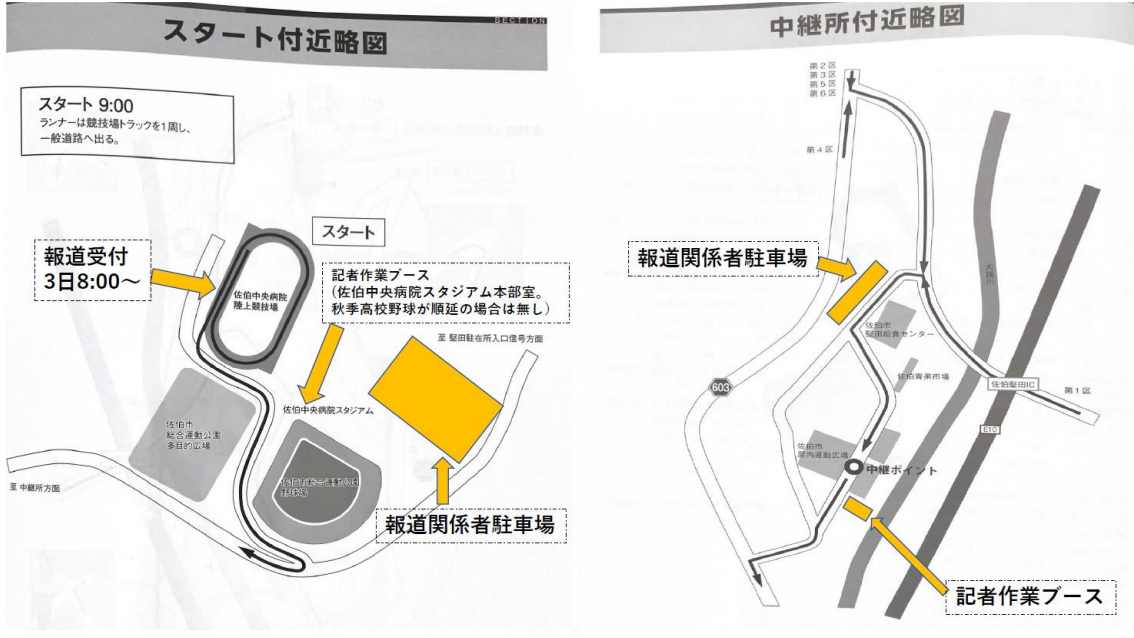 SECTION
スタート付近略図
スタート 9:00
ランナーは競技場トラックを1周し、
一般道路へ出る。
スタート
報道受付
3日8:00～
佐伯中央病院
陸上競技場
記者作業ブース
(佐伯中央病院スタジアム本部室。
秋季高校野球が順延の場合は無し)
至 堅田駐在所入口信号方面
佐伯中央病院スタジアム
佐伯市
総合運動公園
多目的広場
佐伯市総合運動公園
野球場
至 中継所方面
報道関係者駐車場
中継所付近略図
第2区
第3区
第5区
第6区
第4区
報道関係者駐車場
佐伯市
堅田給食センター
佐伯青果市場
603
佐伯堅田IC
第1区
E10
佐伯市
屋内運動広場
中継ポイント
記者作業ブース